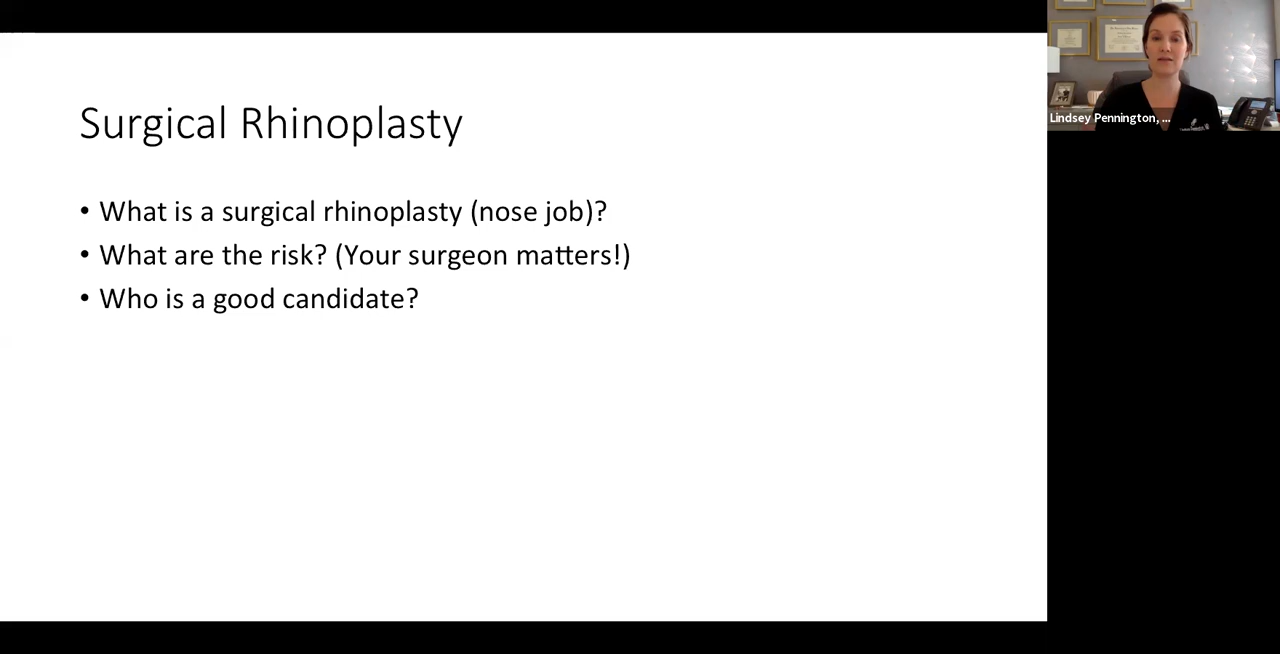 Surgical Rhinoplasty
• What is a surgical rhinoplasty (nose job)?
• What are the risk? (Your surgeon matters!)
• Who is a good candidate?
Lindsey Pennington, ...